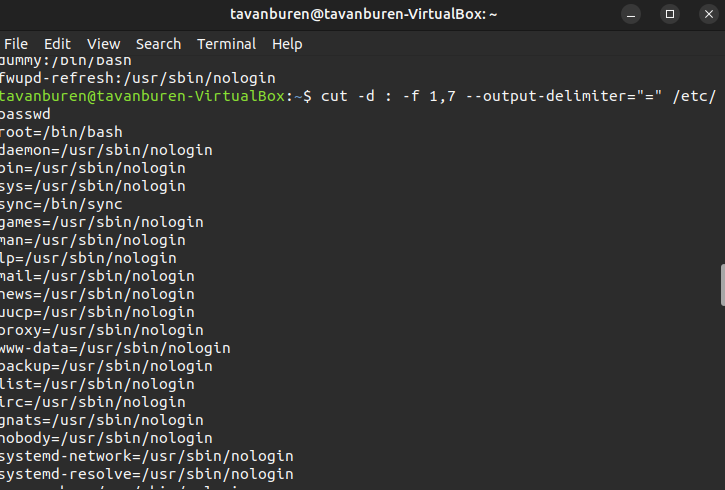 tavanburen@tavanburen-VirtualBox: ~
File Edit View Search Terminal Help
dummy:/bin/bash
fwupd-refresh:/usr/sbin/nologin
tavanburen@tavanburen-VirtualBox:~$ cut -d : -f 1,7 --output-delimiter="=" /etc/
passwd
root=/bin/bash
daemon=/usr/sbin/nologin
bin=/usr/sbin/nologin
sys=/usr/sbin/nologin
sync=/bin/sync
games=/usr/sbin/nologin
man=/usr/sbin/nologin
lp=/usr/sbin/nologin
mail=/usr/sbin/nologin
news=/usr/sbin/nologin
uucp=/usr/sbin/nologin
proxy=/usr/sbin/nologin
www-data=/usr/sbin/nologin
backup=/usr/sbin/nologin
list=/usr/sbin/nologin
irc=/usr/sbin/nologin
gnats=/usr/sbin/nologin
nobody=/usr/sbin/nologin
systemd-network=/usr/sbin/nologin
systemd-resolve=/usr/sbin/nologin